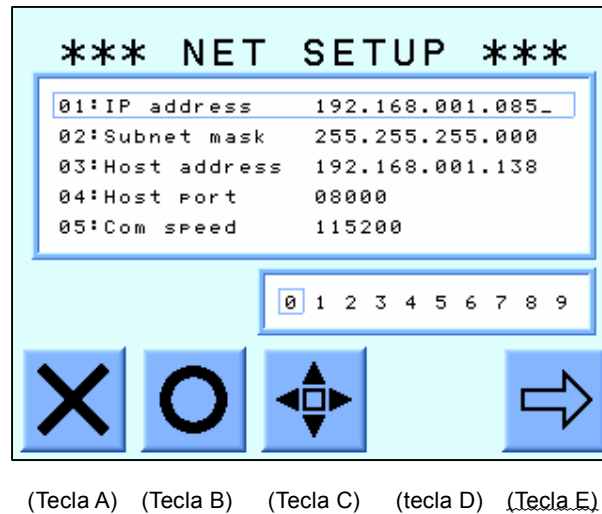 *** NET SETUP ***
01:IP address 192.168.001.085_
02:Subnet mask 255.255.255.000
03:Host address 192.168.001.138
04:Host port 08000
05:Com speed 115200
0 1 2 3 4 5 6 7 8 9
(Tecla A) (Tecla B) (Tecla C) (tecla D) (Tecla E)